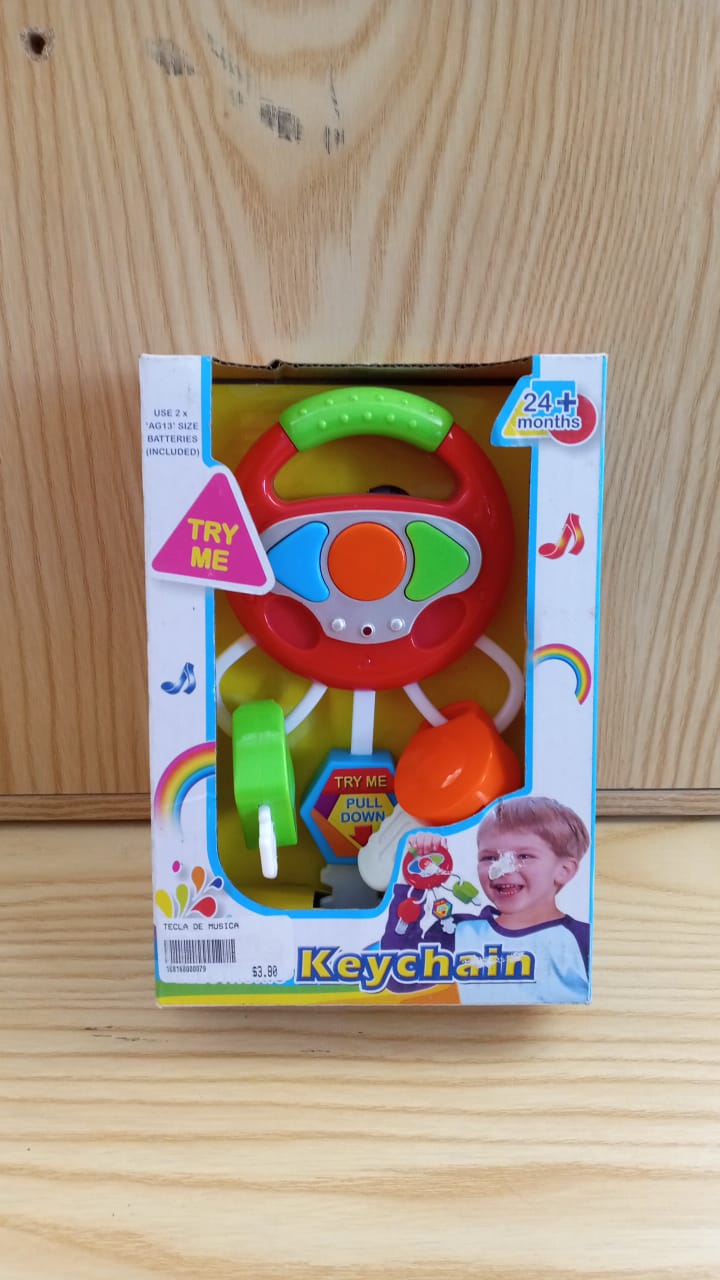 USE 2 x
'AG13' SIZE
BATTERIES
(INCLUDED)
24+
months
TRY
ME
TRY ME
PULL
DOWN
TECLA DE MUSICA
$3.80
Keychain